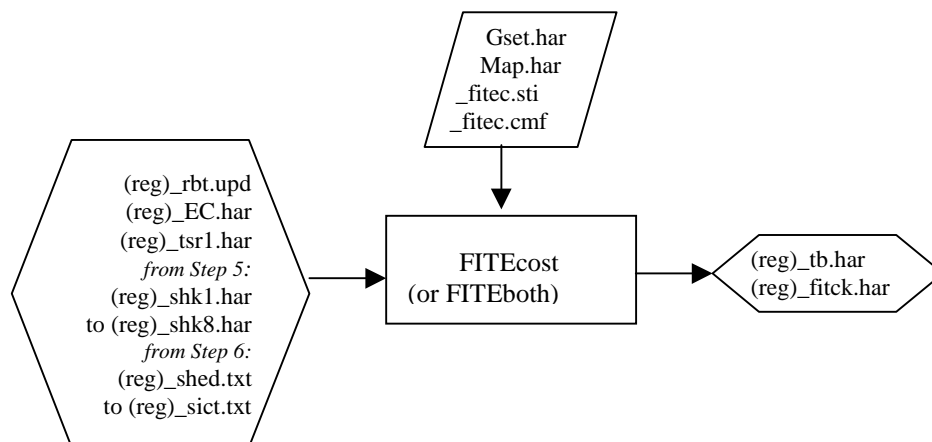 Gset.har
Map.har
_fitec.sti
_fitec.cmf
(reg)_rbt.upd
(reg)_EC.har
(reg)_tsr1.har
from Step 5:
(reg)_shk1.har
to (reg)_shk8.har
from Step 6:
(reg)_shed.txt
to (reg)_sict.txt
FITEcost
(or FITEboth)
(reg)_tb.har
(reg)_fitck.har